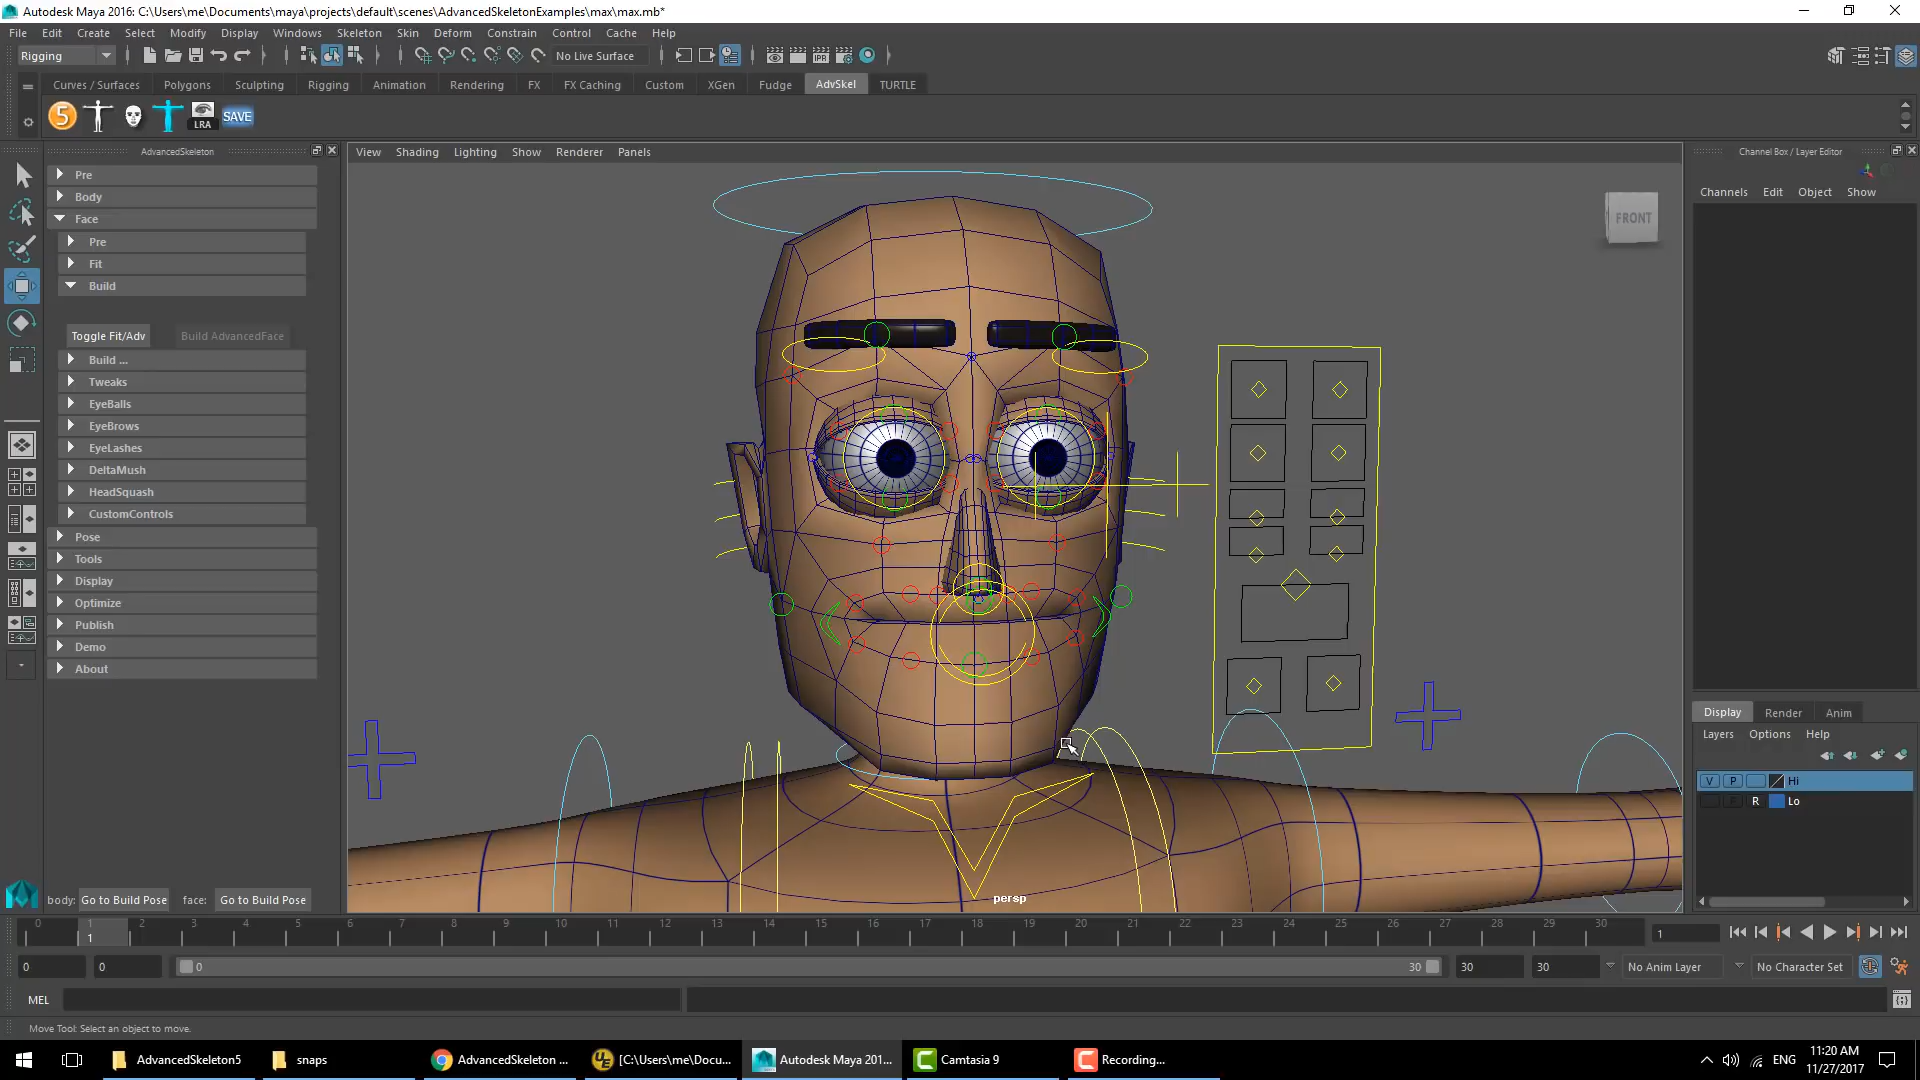 Autodesk Maya 2016: C:\Users\me\Documents\maya\projects\default\scenes\AdvancedSkeletonExamples\max\max.mb*
File Edit Create Select Modify Display Windows Skeleton Skin Deform Constrain Control Cache Help
Rigging No Live Surface IPR
Curves / Surfaces Polygons Sculpting Rigging Animation Rendering FX FX Caching Custom XGen Fudge AdvSkel TURTLE
5 LRA SAVE
AdvancedSkeleton
View Shading Lighting Show Renderer Panels
Channel Box / Layer Editor
Channels Edit Object Show
Pre
Body
Face
Pre
Fit
Build
Toggle Fit/Adv Build AdvancedFace
Build ...
Tweaks
EyeBalls
EyeBrows
EyeLashes
DeltaMush
HeadSquash
CustomControls
Pose
Tools
Display
Optimize
Publish
Demo
About
FRONT
persp
Display Render Anim
Layers Options Help
V P Hi
R Lo
body: Go to Build Pose face: Go to Build Pose
0 1 2 3 4 5 6 7 8 9 10 11 12 13 14 15 16 17 18 19 20 21 22 23 24 25 26 27 28 29 30
1 1
0 0 0 30 30 30 No Anim Layer No Character Set
MEL
Move Tool: Select an object to move.
AdvancedSkeleton5 snaps AdvancedSkeleton ... [C:\Users\me\Docu... Autodesk Maya 201... Camtasia 9 Recording...
ENG 11:20 AM
11/27/2017